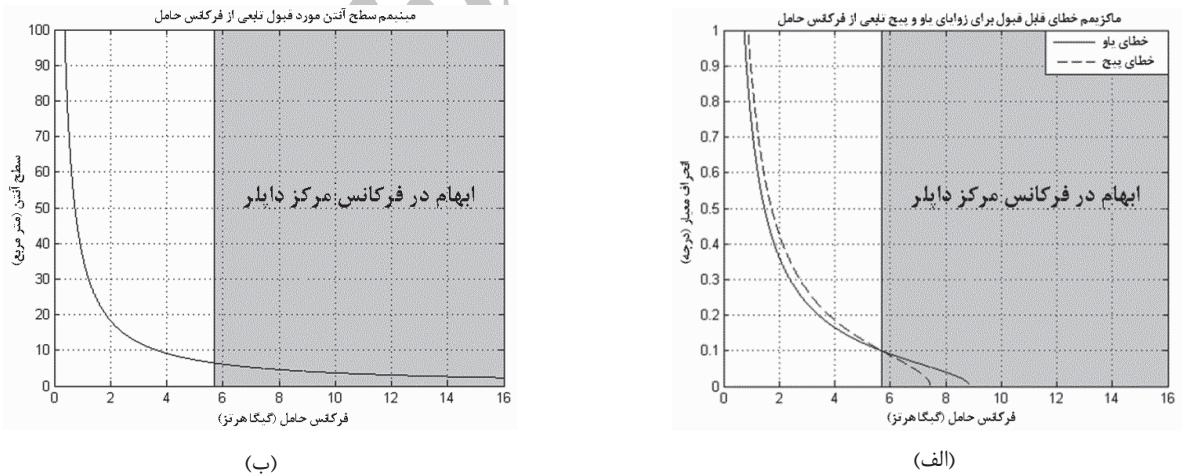 ماکزیمم خطای قابل قبول برای زوایای یاو و پیچ تابعی از فرکانس حامل
خطای یاو
خطای پیچ
ابهام در فرکانس مرکز داپلر
انحراف معیار (درجه)
1
0.9
0.8
0.7
0.6
0.5
0.4
0.3
0.2
0.1
0
0 2 4 6 8 10 12 14 16
فرکانس حامل (گیگاهرتز)
(الف)
مینیمم سطح آنتن مورد قبول تابعی از فرکانس حامل
ابهام در فرکانس مرکز داپلر
سطح آنتن (متر مربع)
100
90
80
70
60
50
40
30
20
10
0
0 2 4 6 8 10 12 14 16
فرکانس حامل (گیگاهرتز)
(ب)